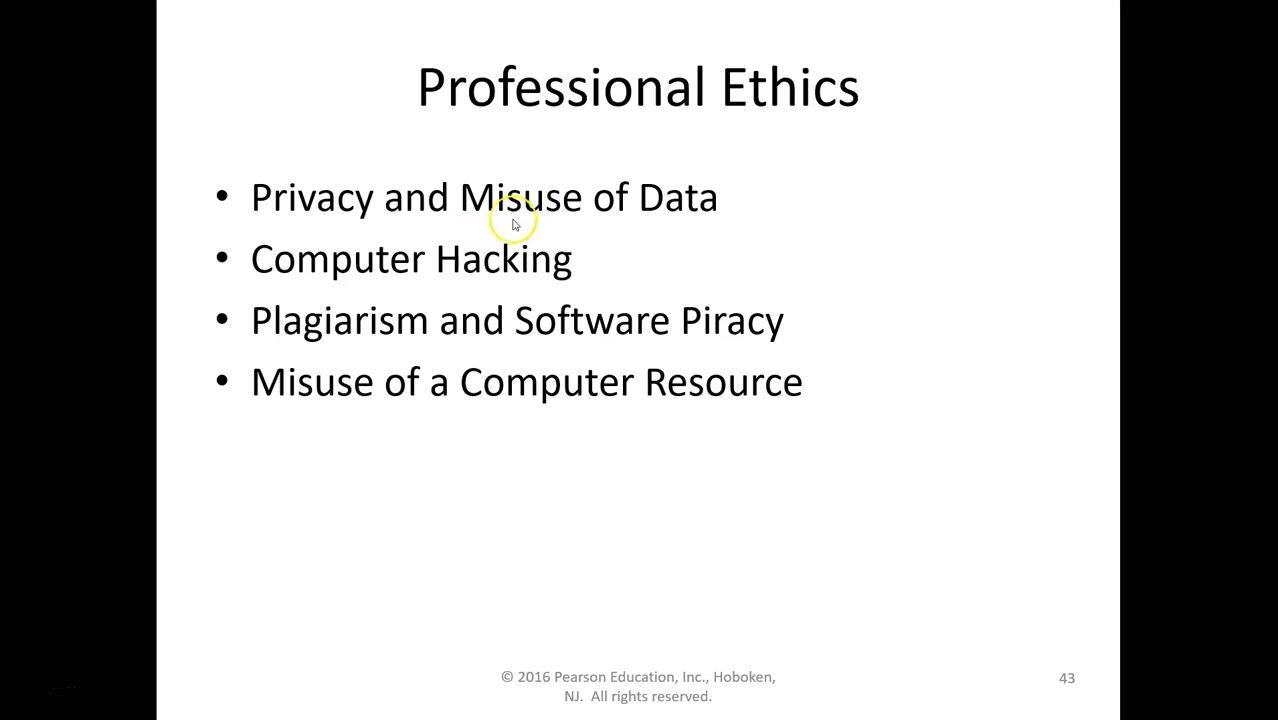 Professional Ethics
• Privacy and Misuse of Data
• Computer Hacking
• Plagiarism and Software Piracy
• Misuse of a Computer Resource
© 2016 Pearson Education, Inc., Hoboken,
NJ. All rights reserved.
43